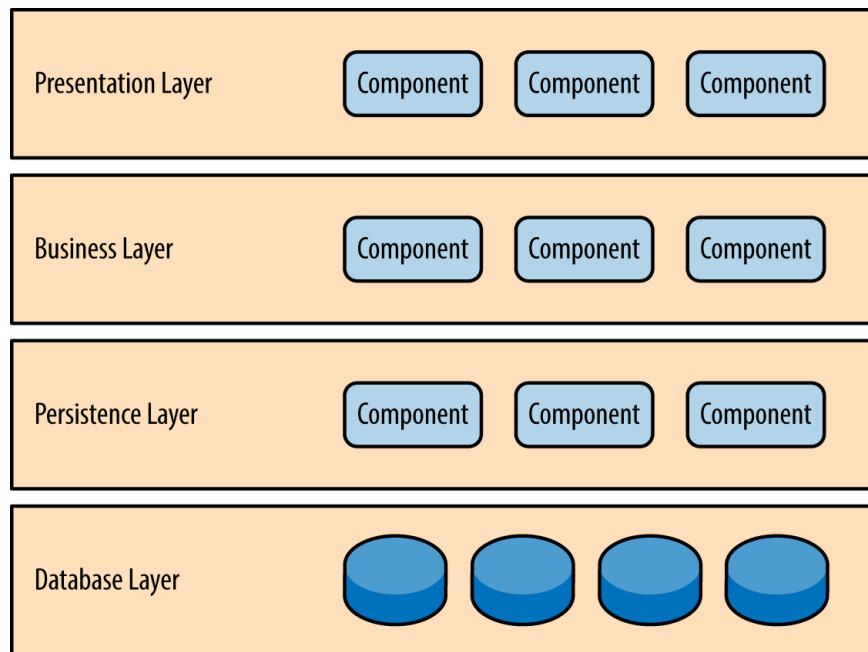 Presentation Layer Component Component Component
Business Layer Component Component Component
Persistence Layer Component Component Component
Database Layer